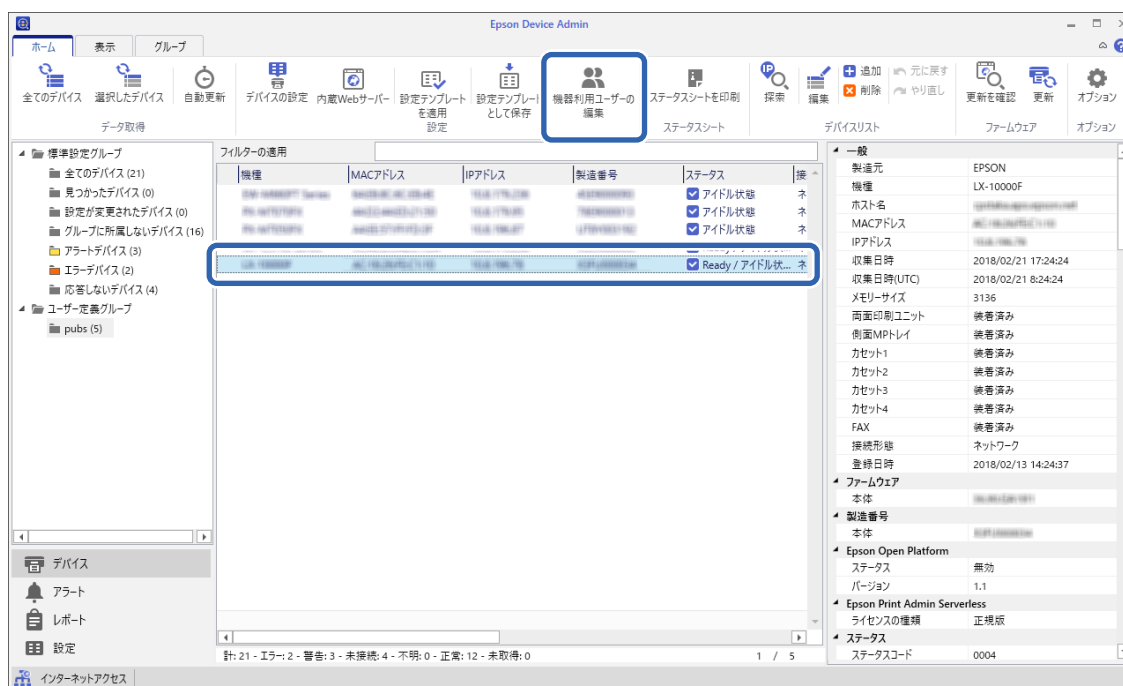 Epson Device Admin
ホーム 表示 グループ
全てのデバイス 選択したデバイス 自動更新 デバイスの設定 内蔵Webサーバー 設定テンプレートを適用 設定テンプレートとして保存 機器利用ユーザーの編集 ステータスシートを印刷 探索 編集 追加 削除 元に戻す やり直し 更新を確認 更新 オプション
データ取得 設定 ステータスシート デバイスリスト ファームウェア オプション
標準設定グループ
全てのデバイス (21)
見つかったデバイス (0)
設定が変更されたデバイス (0)
グループに所属しないデバイス (16)
アラートデバイス (3)
エラーデバイス (2)
応答しないデバイス (4)
ユーザー定義グループ
pubs (5)
デバイス
アラート
レポート
設定
フィルターの適用
機種 MACアドレス IPアドレス 製造番号 ステータス 接
アイドル状態 ネ
アイドル状態 ネ
アイドル状態 ネ
Ready / アイドル状... ネ
計: 21 - エラー: 2 - 警告: 3 - 未接続: 4 - 不明: 0 - 正常: 12 - 未取得: 0 1 / 5
一般
製造元 EPSON
機種 LX-10000F
ホスト名
MACアドレス
IPアドレス
収集日時 2018/02/21 17:24:24
収集日時(UTC) 2018/02/21 8:24:24
メモリーサイズ 3136
両面印刷ユニット 装着済み
側面MPトレイ 装着済み
カセット1 装着済み
カセット2 装着済み
カセット3 装着済み
カセット4 装着済み
FAX 装着済み
接続形態 ネットワーク
登録日時 2018/02/13 14:24:37
ファームウェア
本体
製造番号
本体
Epson Open Platform
ステータス 無効
バージョン 1.1
Epson Print Admin Serverless
ライセンスの種類 正規版
ステータス
ステータスコード 0004
インターネットアクセス